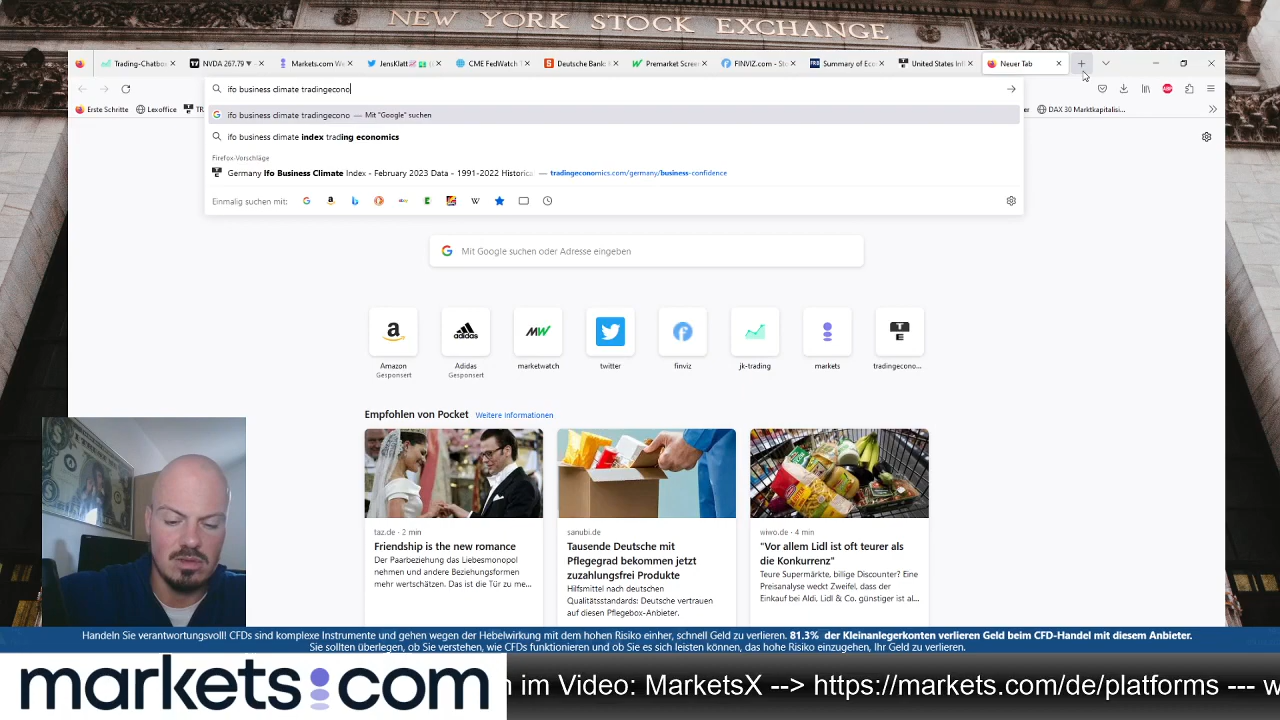 NEW YORK STOCK EXCHANGE
Trading-Chatbo
NVDA 267.79 ▼
Markets.com We
JensKlatt
CME FedWatch T
Deutsche Bank:
Premarket Scree
FINVIZ.com - Sto
Summary of Eco
United States Infl
Neuer Tab
ifo business climate tradingecono
Erste Schritte
Lexoffice
TR
er
DAX 30 Marktkapitalisi...
ifo business climate tradingecono — Mit "Google" suchen
ifo business climate index trading economics
Firefox-Vorschläge
Germany Ifo Business Climate Index - February 2023 Data - 1991-2022 Historica — tradingeconomics.com/germany/business-confidence
Einmalig suchen mit:
Mit Google suchen oder Adresse eingeben
Amazon
Gesponsert
Adidas
Gesponsert
marketwatch
twitter
finviz
jk-trading
markets
tradingecono...
Empfohlen von Pocket Weitere Informationen
taz.de · 2 min
Friendship is the new romance
Der Paarbeziehung das Liebesmonopol
nehmen und andere Beziehungsformen
mehr wertschätzen. Das ist die Tür zu me...
sanubi.de
Tausende Deutsche mit
Pflegegrad bekommen jetzt
zuzahlungsfrei Produkte
Hilfsmittel nach deutschen
Qualitätsstandards: Deutsche vertrauen
auf diesen Pflegebox-Anbieter.
wiwo.de · 4 min
"Vor allem Lidl ist oft teurer als
die Konkurrenz"
Teure Supermärkte, billige Discounter? Eine
Preisanalyse weckt Zweifel, dass der
Einkauf bei Aldi, Lidl & Co. günstiger ist al...
Handeln Sie verantwortungsvoll! CFDs sind komplexe Instrumente und gehen wegen der Hebelwirkung mit dem hohen Risiko einher, schnell Geld zu verlieren. 81.3% der Kleinanlegerkonten verlieren Geld beim CFD-Handel mit diesem Anbieter.
Sie sollten überlegen, ob Sie verstehen, wie CFDs funktionieren und ob Sie es sich leisten können, das hohe Risiko einzugehen, Ihr Geld zu verlieren.
markets.com
n im Video: MarketsX --> https://markets.com/de/platforms --- w